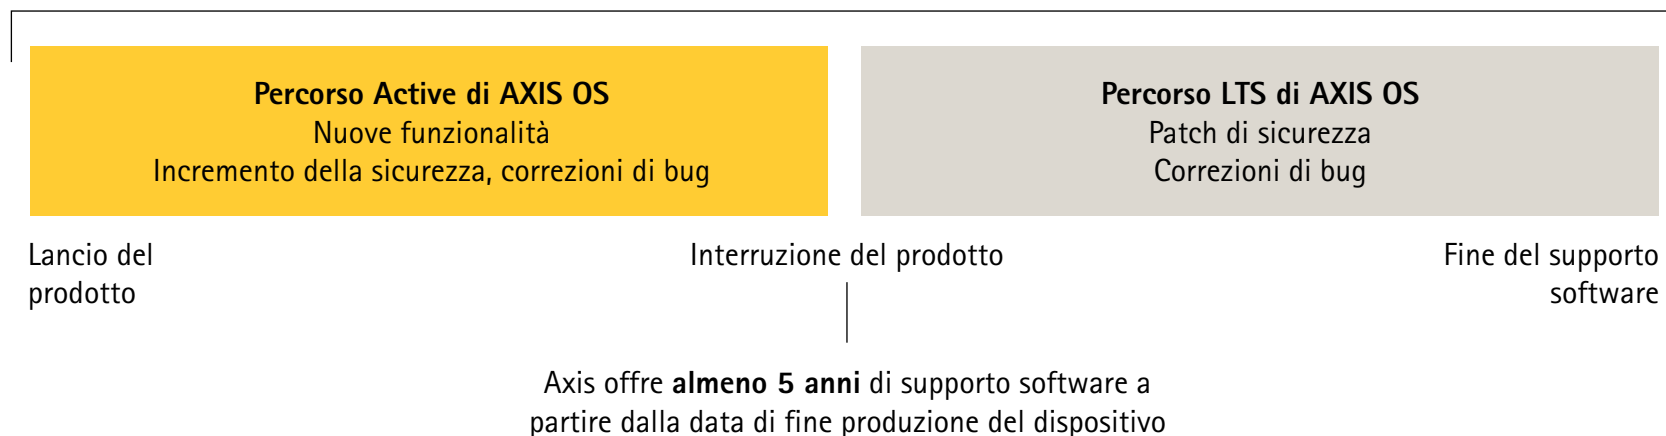 Percorso Active di AXIS OS
Nuove funzionalità
Incremento della sicurezza, correzioni di bug
Percorso LTS di AXIS OS
Patch di sicurezza
Correzioni di bug
Lancio del
prodotto
Interruzione del prodotto
Fine del supporto
software
Axis offre almeno 5 anni di supporto software a
partire dalla data di fine produzione del dispositivo